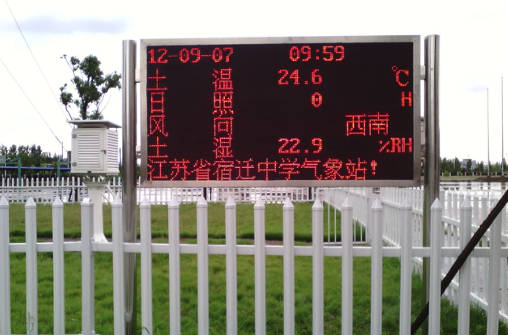 12-09-07 09:59
土 温 24.6 ℃
日 照 0 H
风 向 西南
土 湿 22.9 %RH
江苏省宿迁中学气象站!